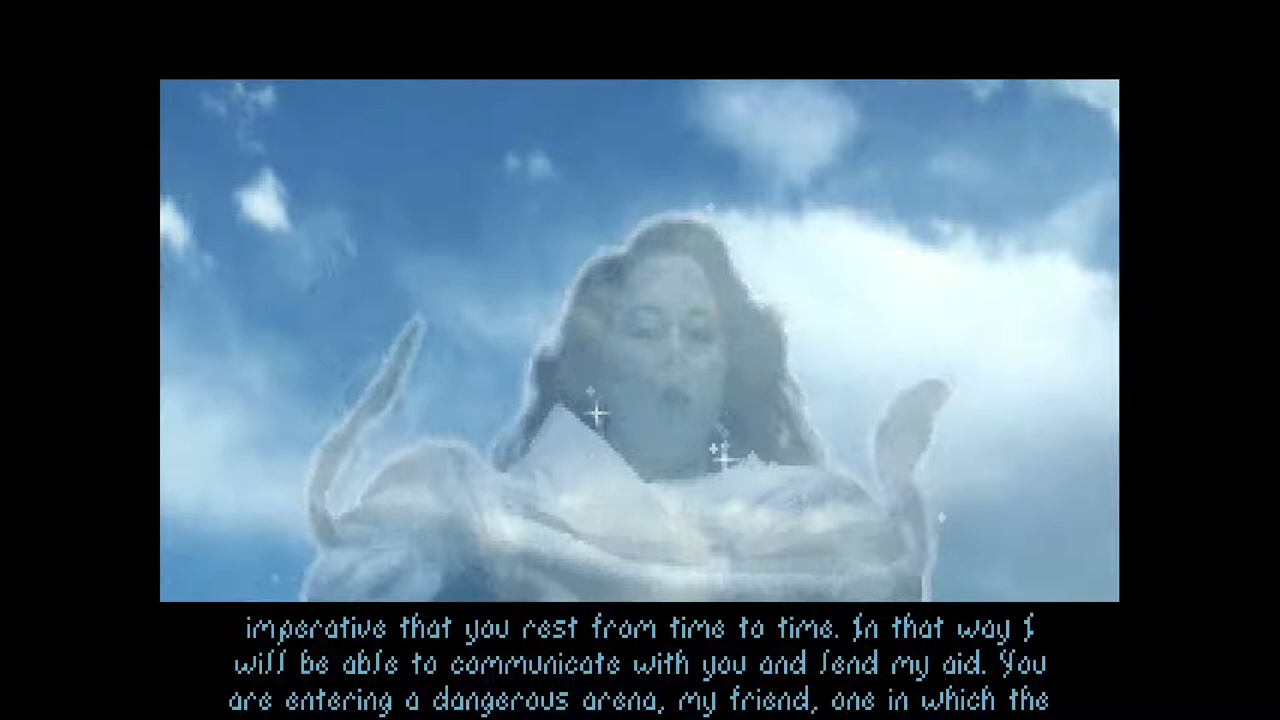 imperative that you rest from time to time. In that way I
will be able to communicate with you and lend my aid. You
are entering a dangerous arena, my friend, one in which the